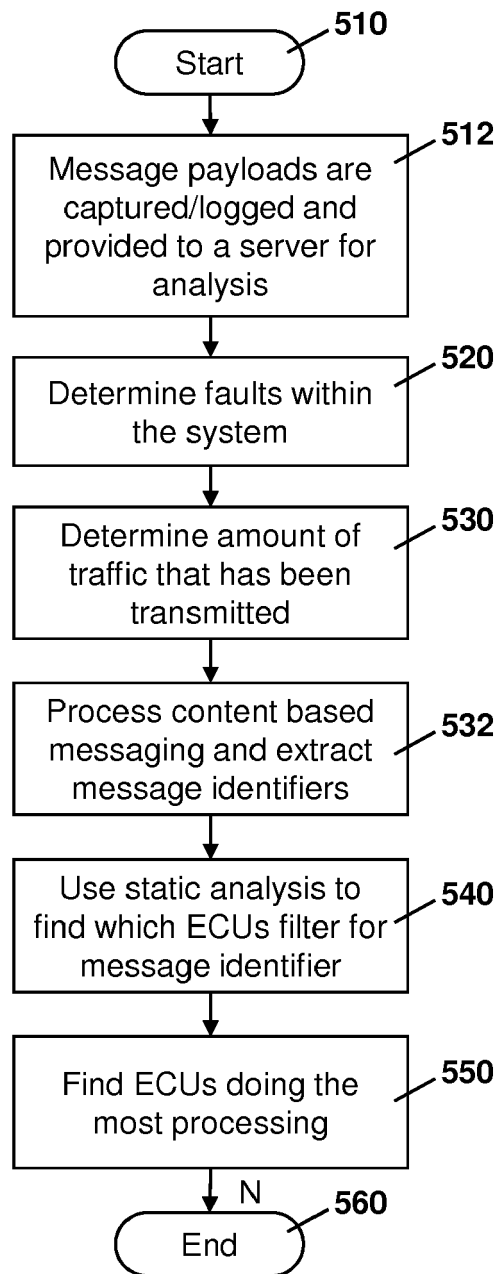 510
Start
512
Message payloads are
captured/logged and
provided to a server for
analysis
520
Determine faults within
the system
530
Determine amount of
traffic that has been
transmitted
532
Process content based
messaging and extract
message identifiers
540
Use static analysis to
find which ECUs filter for
message identifier
550
Find ECUs doing the
most processing
N
560
End